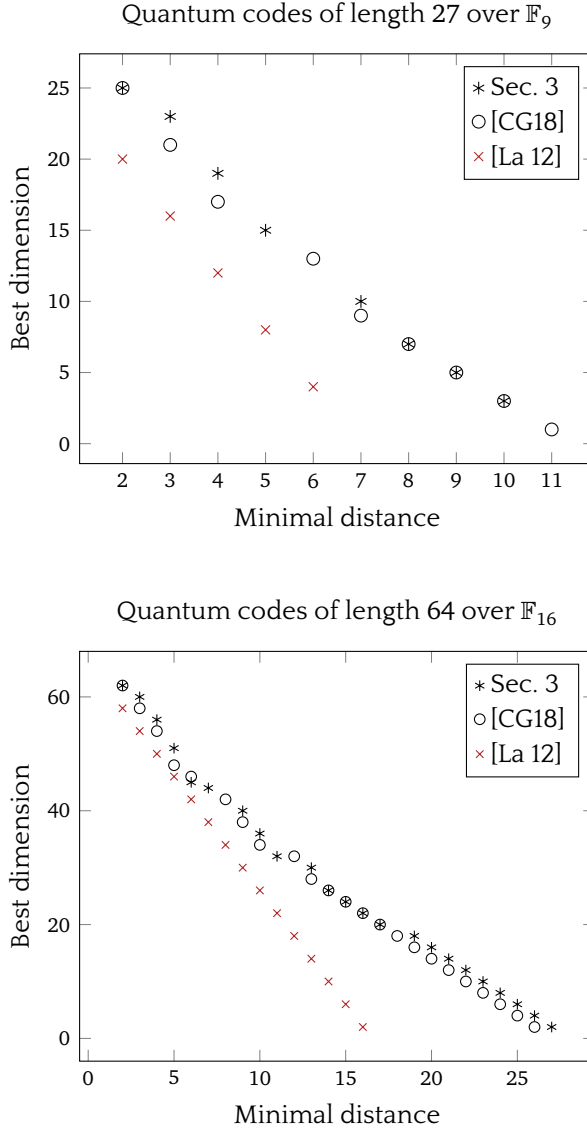 Quantum codes of length 27 over 𝔽₉
Sec. 3
[CG18]
[La 12]
25
20
15
10
5
0
Best dimension
2 3 4 5 6 7 8 9 10 11
Minimal distance
Quantum codes of length 64 over 𝔽₁₆
Sec. 3
[CG18]
[La 12]
60
40
20
0
Best dimension
0 5 10 15 20 25
Minimal distance